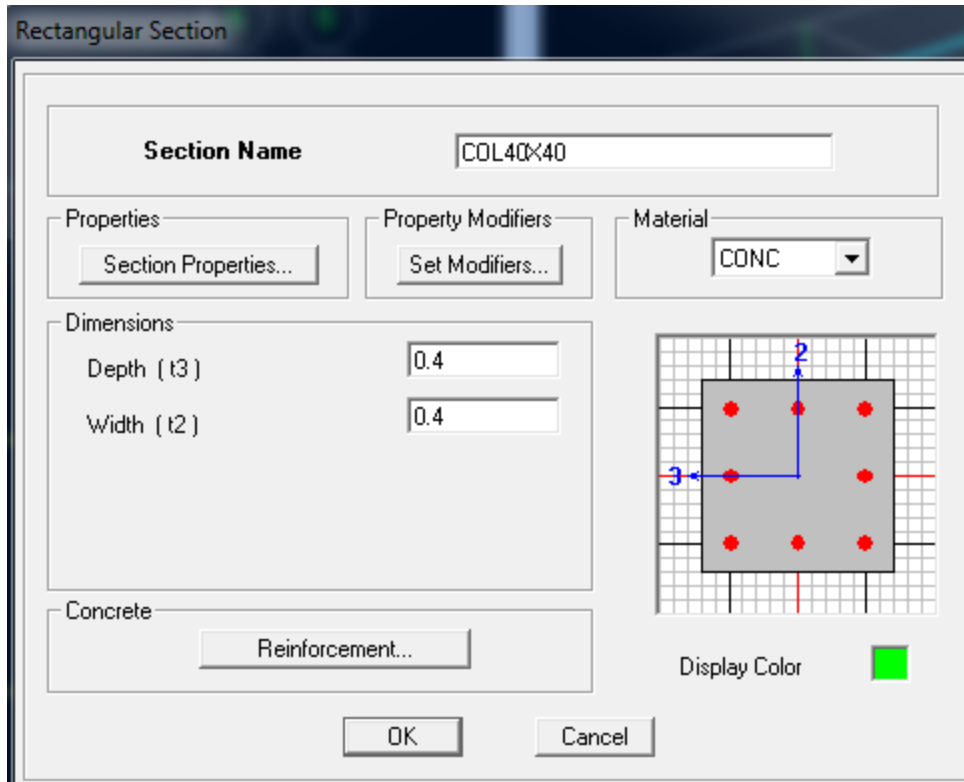 Rectangular Section
Section Name COL40X40
Properties Property Modifiers Material
Section Properties... Set Modifiers... CONC
Dimensions
Depth ( t3 ) 0.4
Width ( t2 ) 0.4
2
3
Concrete
Reinforcement...
Display Color
OK Cancel